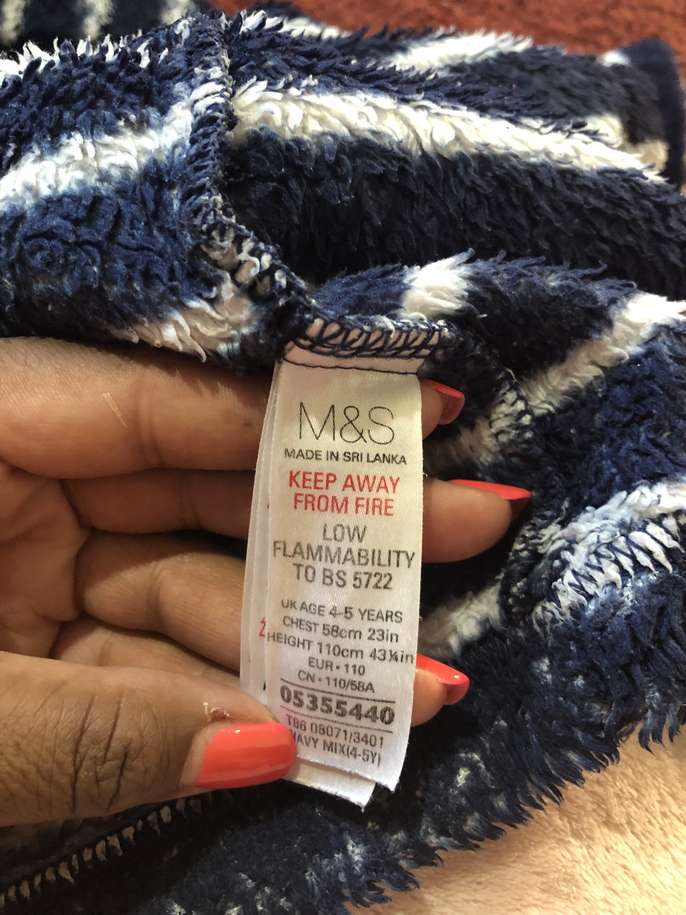 M&S
MADE IN SRI LANKA
KEEP AWAY
FROM FIRE
LOW
FLAMMABILITY
TO BS 5722
UK AGE 4-5 YEARS
CHEST 58cm 23in
HEIGHT 110cm 43¼in
EUR • 110
CN • 110/58A
05355440
T86 08071/3401
NAVY MIX(4-5Y)